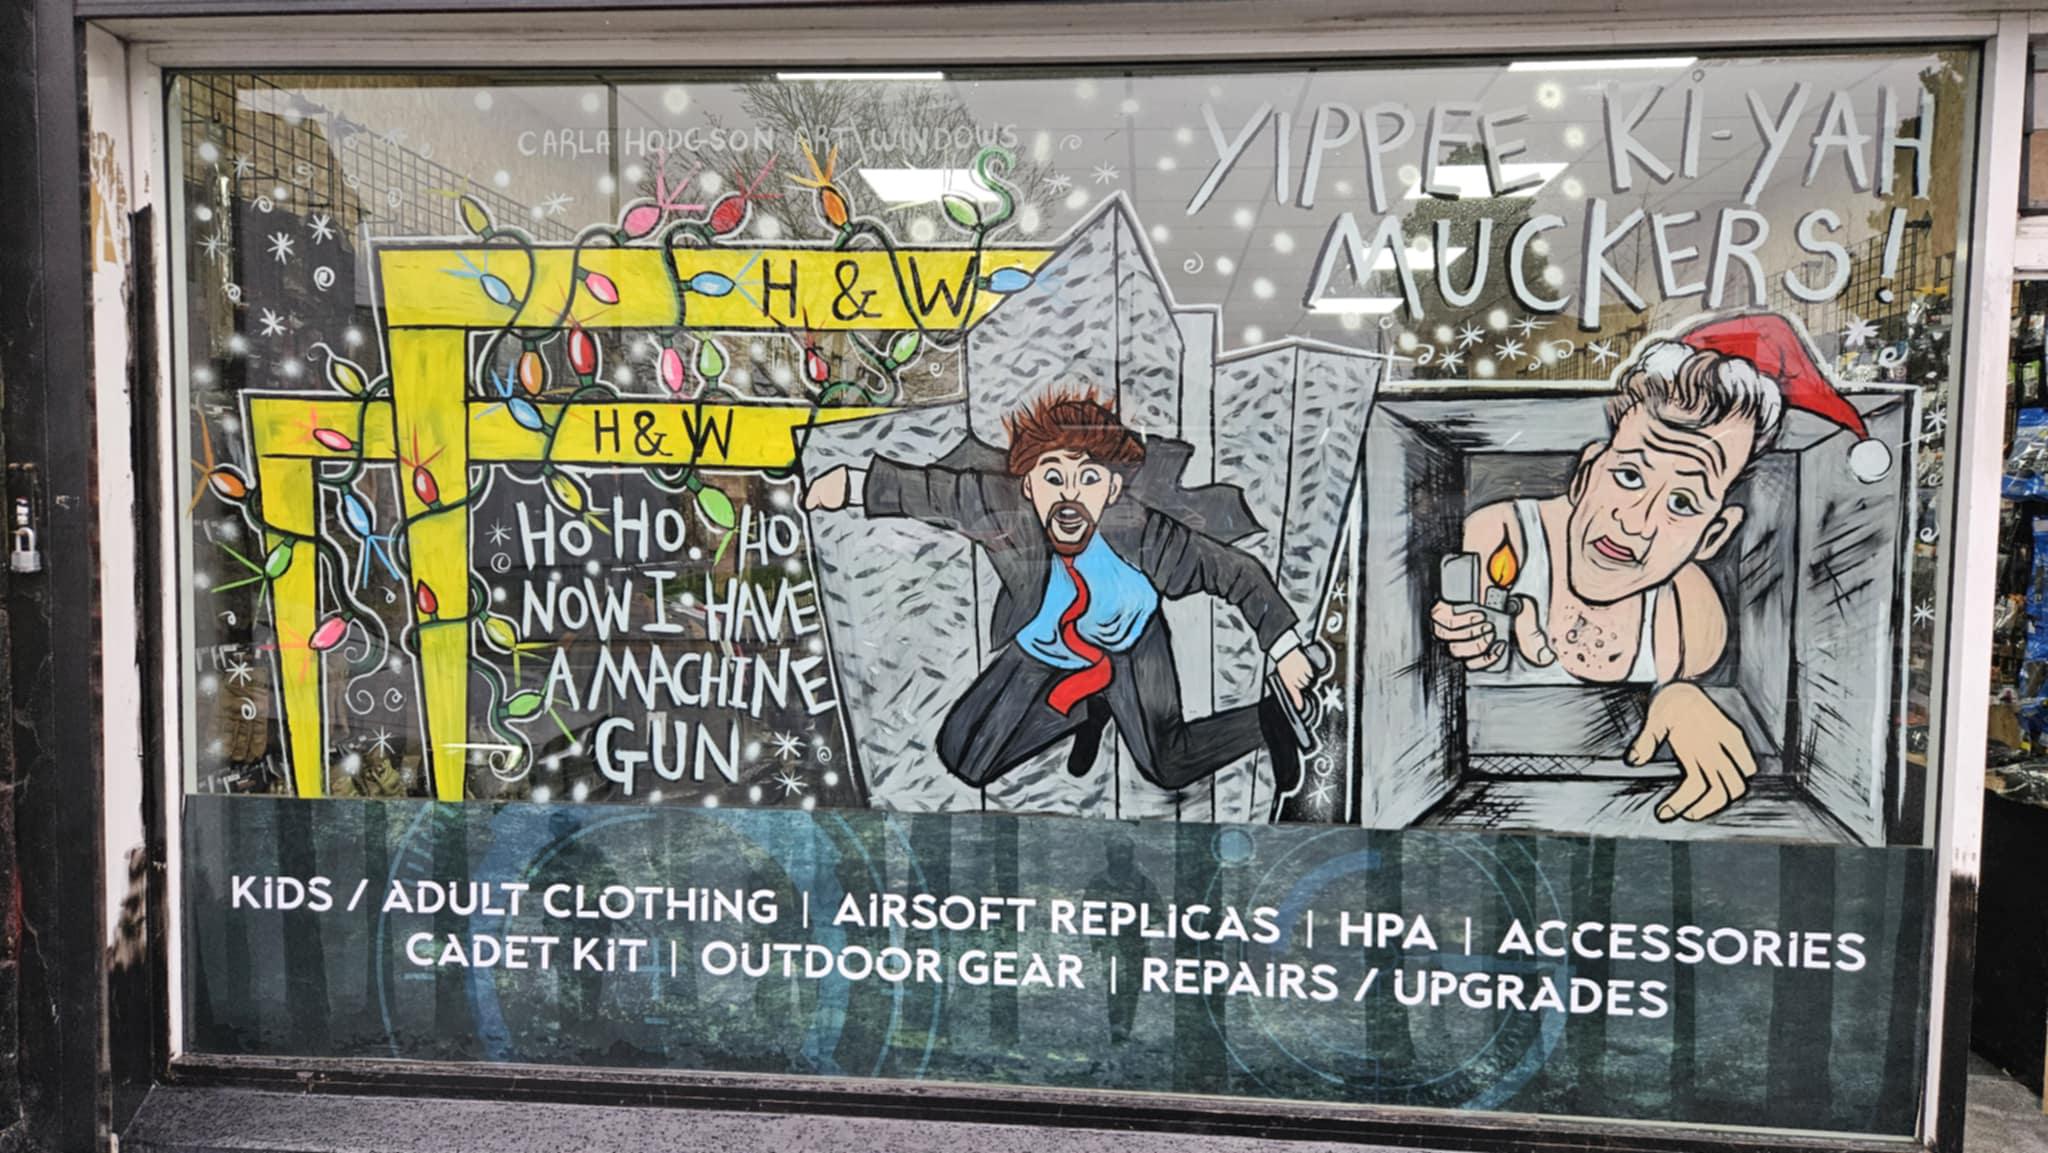 CARLA HODGSON ART WINDOWS
YIPPEE KI-YAH
MUCKERS!
H & W
H & W
HO HO. HO
NOW I HAVE
A MACHINE
GUN
KIDS / ADULT CLOTHING | AIRSOFT REPLICAS | HPA | ACCESSORIES
CADET KIT | OUTDOOR GEAR | REPAIRS / UPGRADES